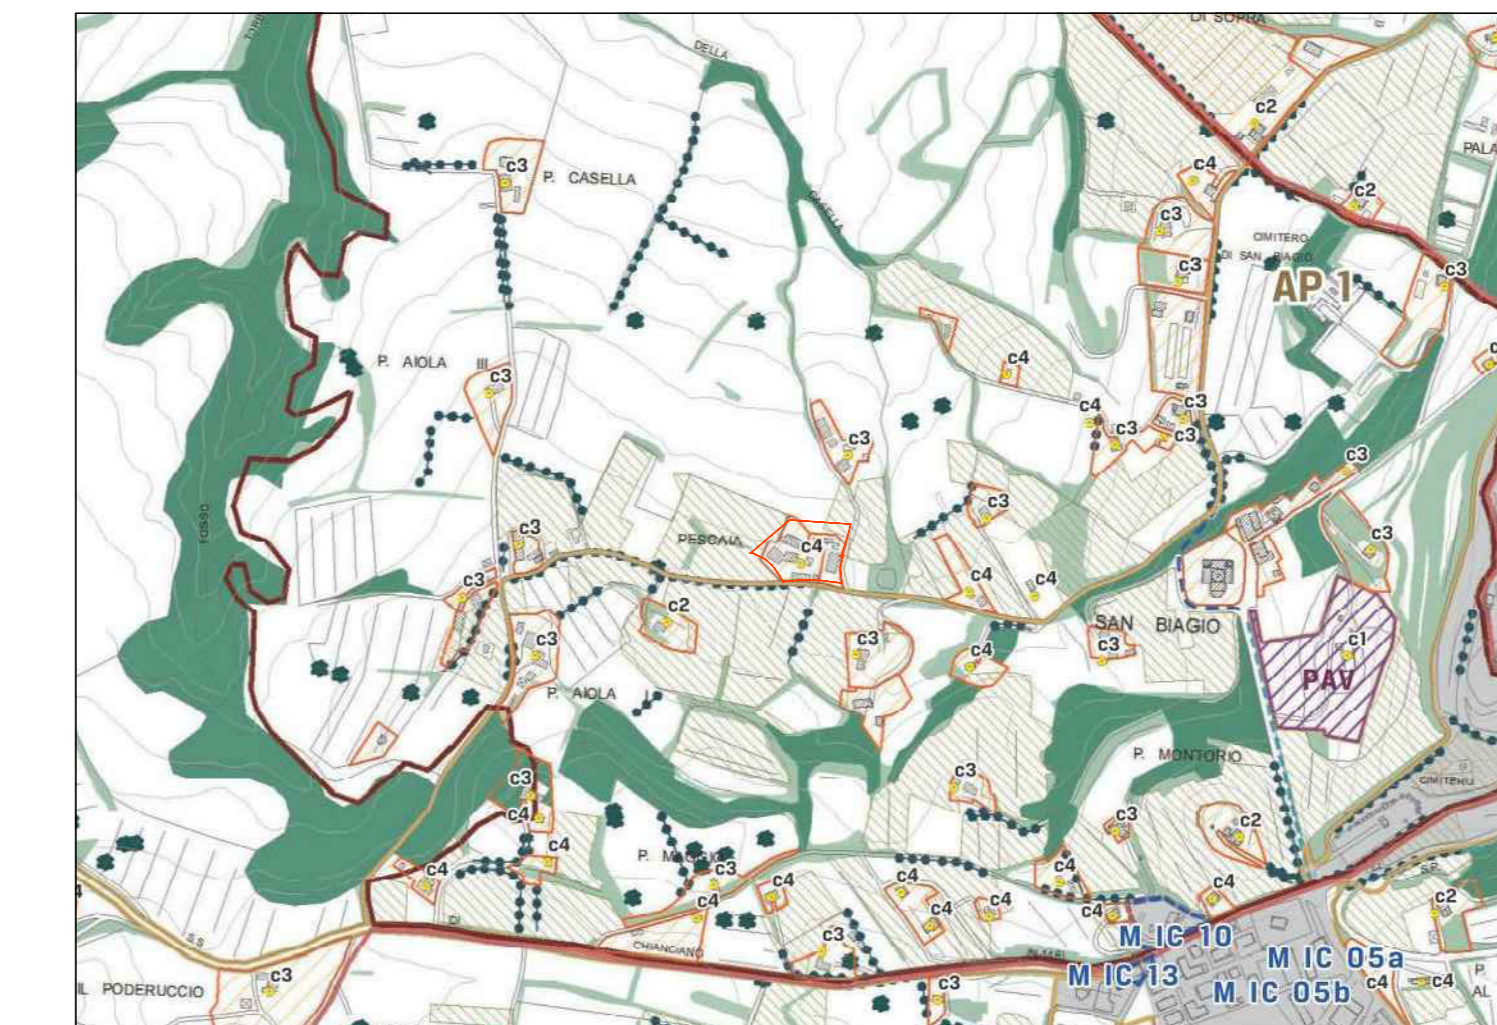 DI SOPRA
DELLA
c2
PALA
c3
P. CASELLA
c4
c2
CASELLA
c3
CIMITERO
DI SAN BIAGIO
c3
c3
AP 1
P. AIOLA III
c3
c4
c4
c3
c3
c3
c3
c3
FOSSO
c3
c3
c3
PESCAIA
c4
c3
c4
c4
c2
SAN BIAGIO
c3
c3
c3
c1
c4
PAV
P. AIOLA I
P. MONTORIO
c3
c3
CIMITERO
c4
c3
c2
c4
P. MAGGIO
c3
c4
c4
c4
c4
S.P.
c4
c4
c4
c4
c4
c2
DI
c3
CHIANCIANO
M IC 10
S.S.
M IC 05a
c3
M IC 13
c4
c4
P.
IL PODERUCCIO
c3
M IC 05b
AL